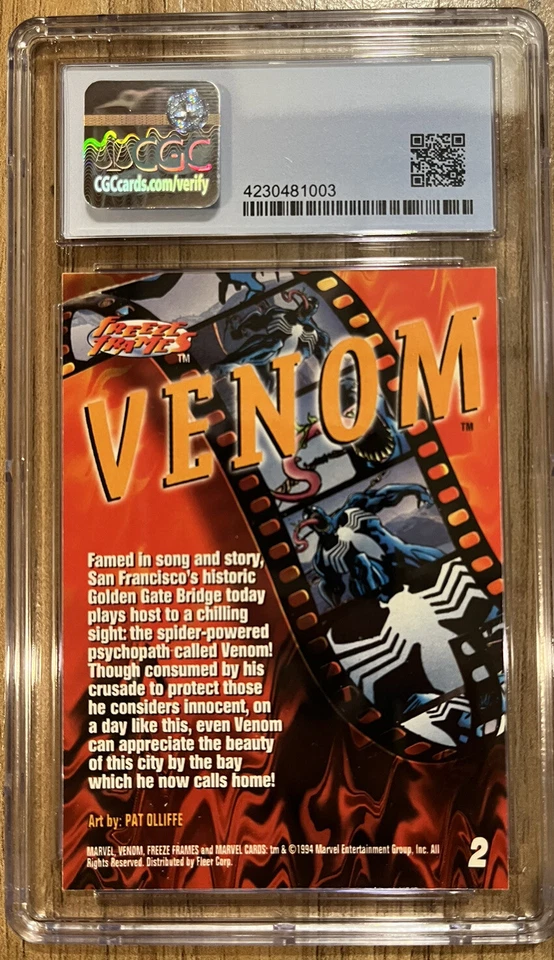 CGC
CGCcards.com/verify
4230481003
FREEZE
FRAMES
TM
VENOM
TM
Famed in song and story,
San Francisco's historic
Golden Gate Bridge today
plays host to a chilling
sight: the spider-powered
psychopath called Venom!
Though consumed by his
crusade to protect those
he considers innocent, on
a day like this, even Venom
can appreciate the beauty
of this city by the bay
which he now calls home!
Art by: PAT OLLIFFE
MARVEL, VENOM, FREEZE FRAMES and MARVEL CARDS: tm & ©1994 Marvel Entertainment Group, Inc. All
Rights Reserved. Distributed by Fleer Corp.
2